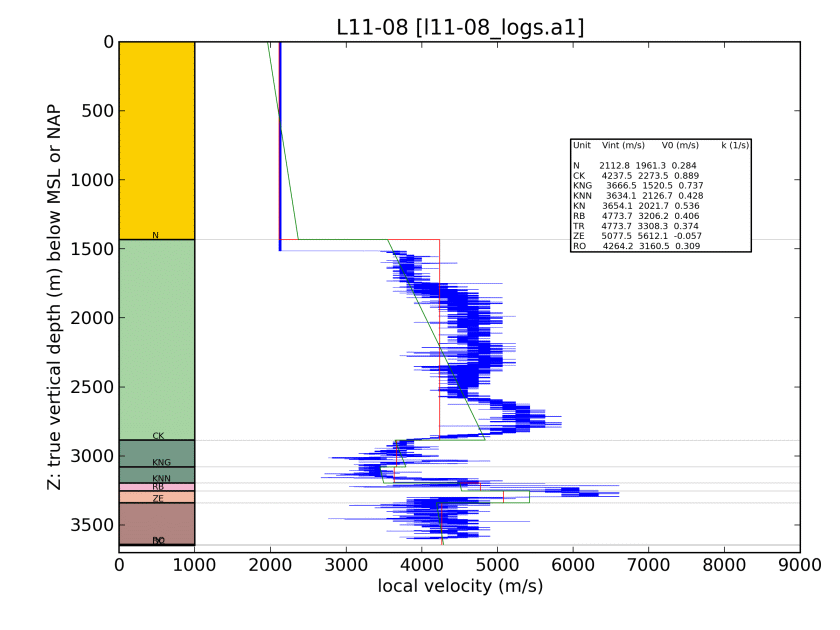 L11-08 [l11-08_logs.a1]
Z: true vertical depth (m) below MSL or NAP
0
500
1000
1500
2000
2500
3000
3500
N
CK
KNG
KNN
RB
ZE
Unit Vint (m/s) V0 (m/s) k (1/s)
N 2112.8 1961.3 0.284
CK 4237.5 2273.5 0.889
KNG 3666.5 1520.5 0.737
KNN 3634.1 2126.7 0.428
KN 3654.1 2021.7 0.536
RB 4773.7 3206.2 0.406
TR 4773.7 3308.3 0.374
ZE 5077.5 5612.1 -0.057
RO 4264.2 3160.5 0.309
0 1000 2000 3000 4000 5000 6000 7000 8000 9000
local velocity (m/s)